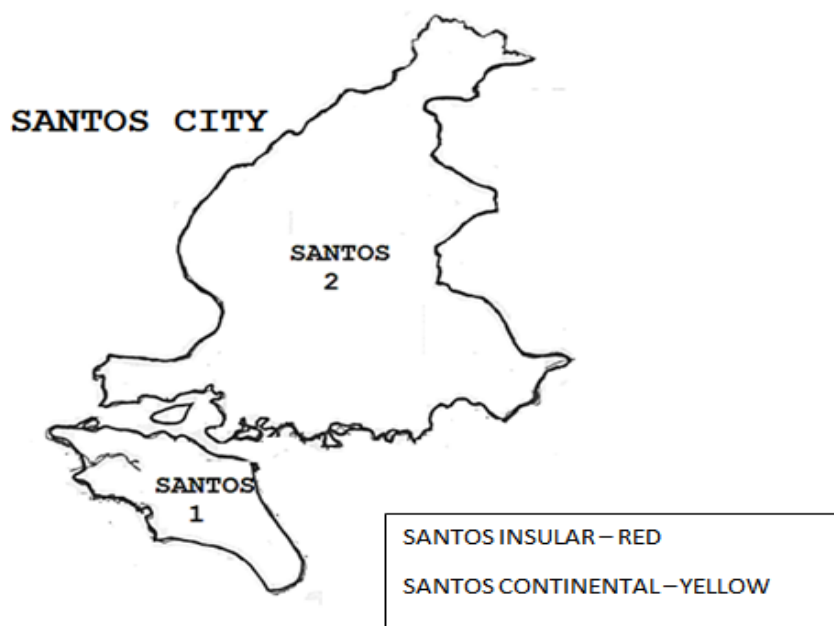 SANTOS CITY
SANTOS
2
SANTOS
1
SANTOS INSULAR – RED
SANTOS CONTINENTAL – YELLOW